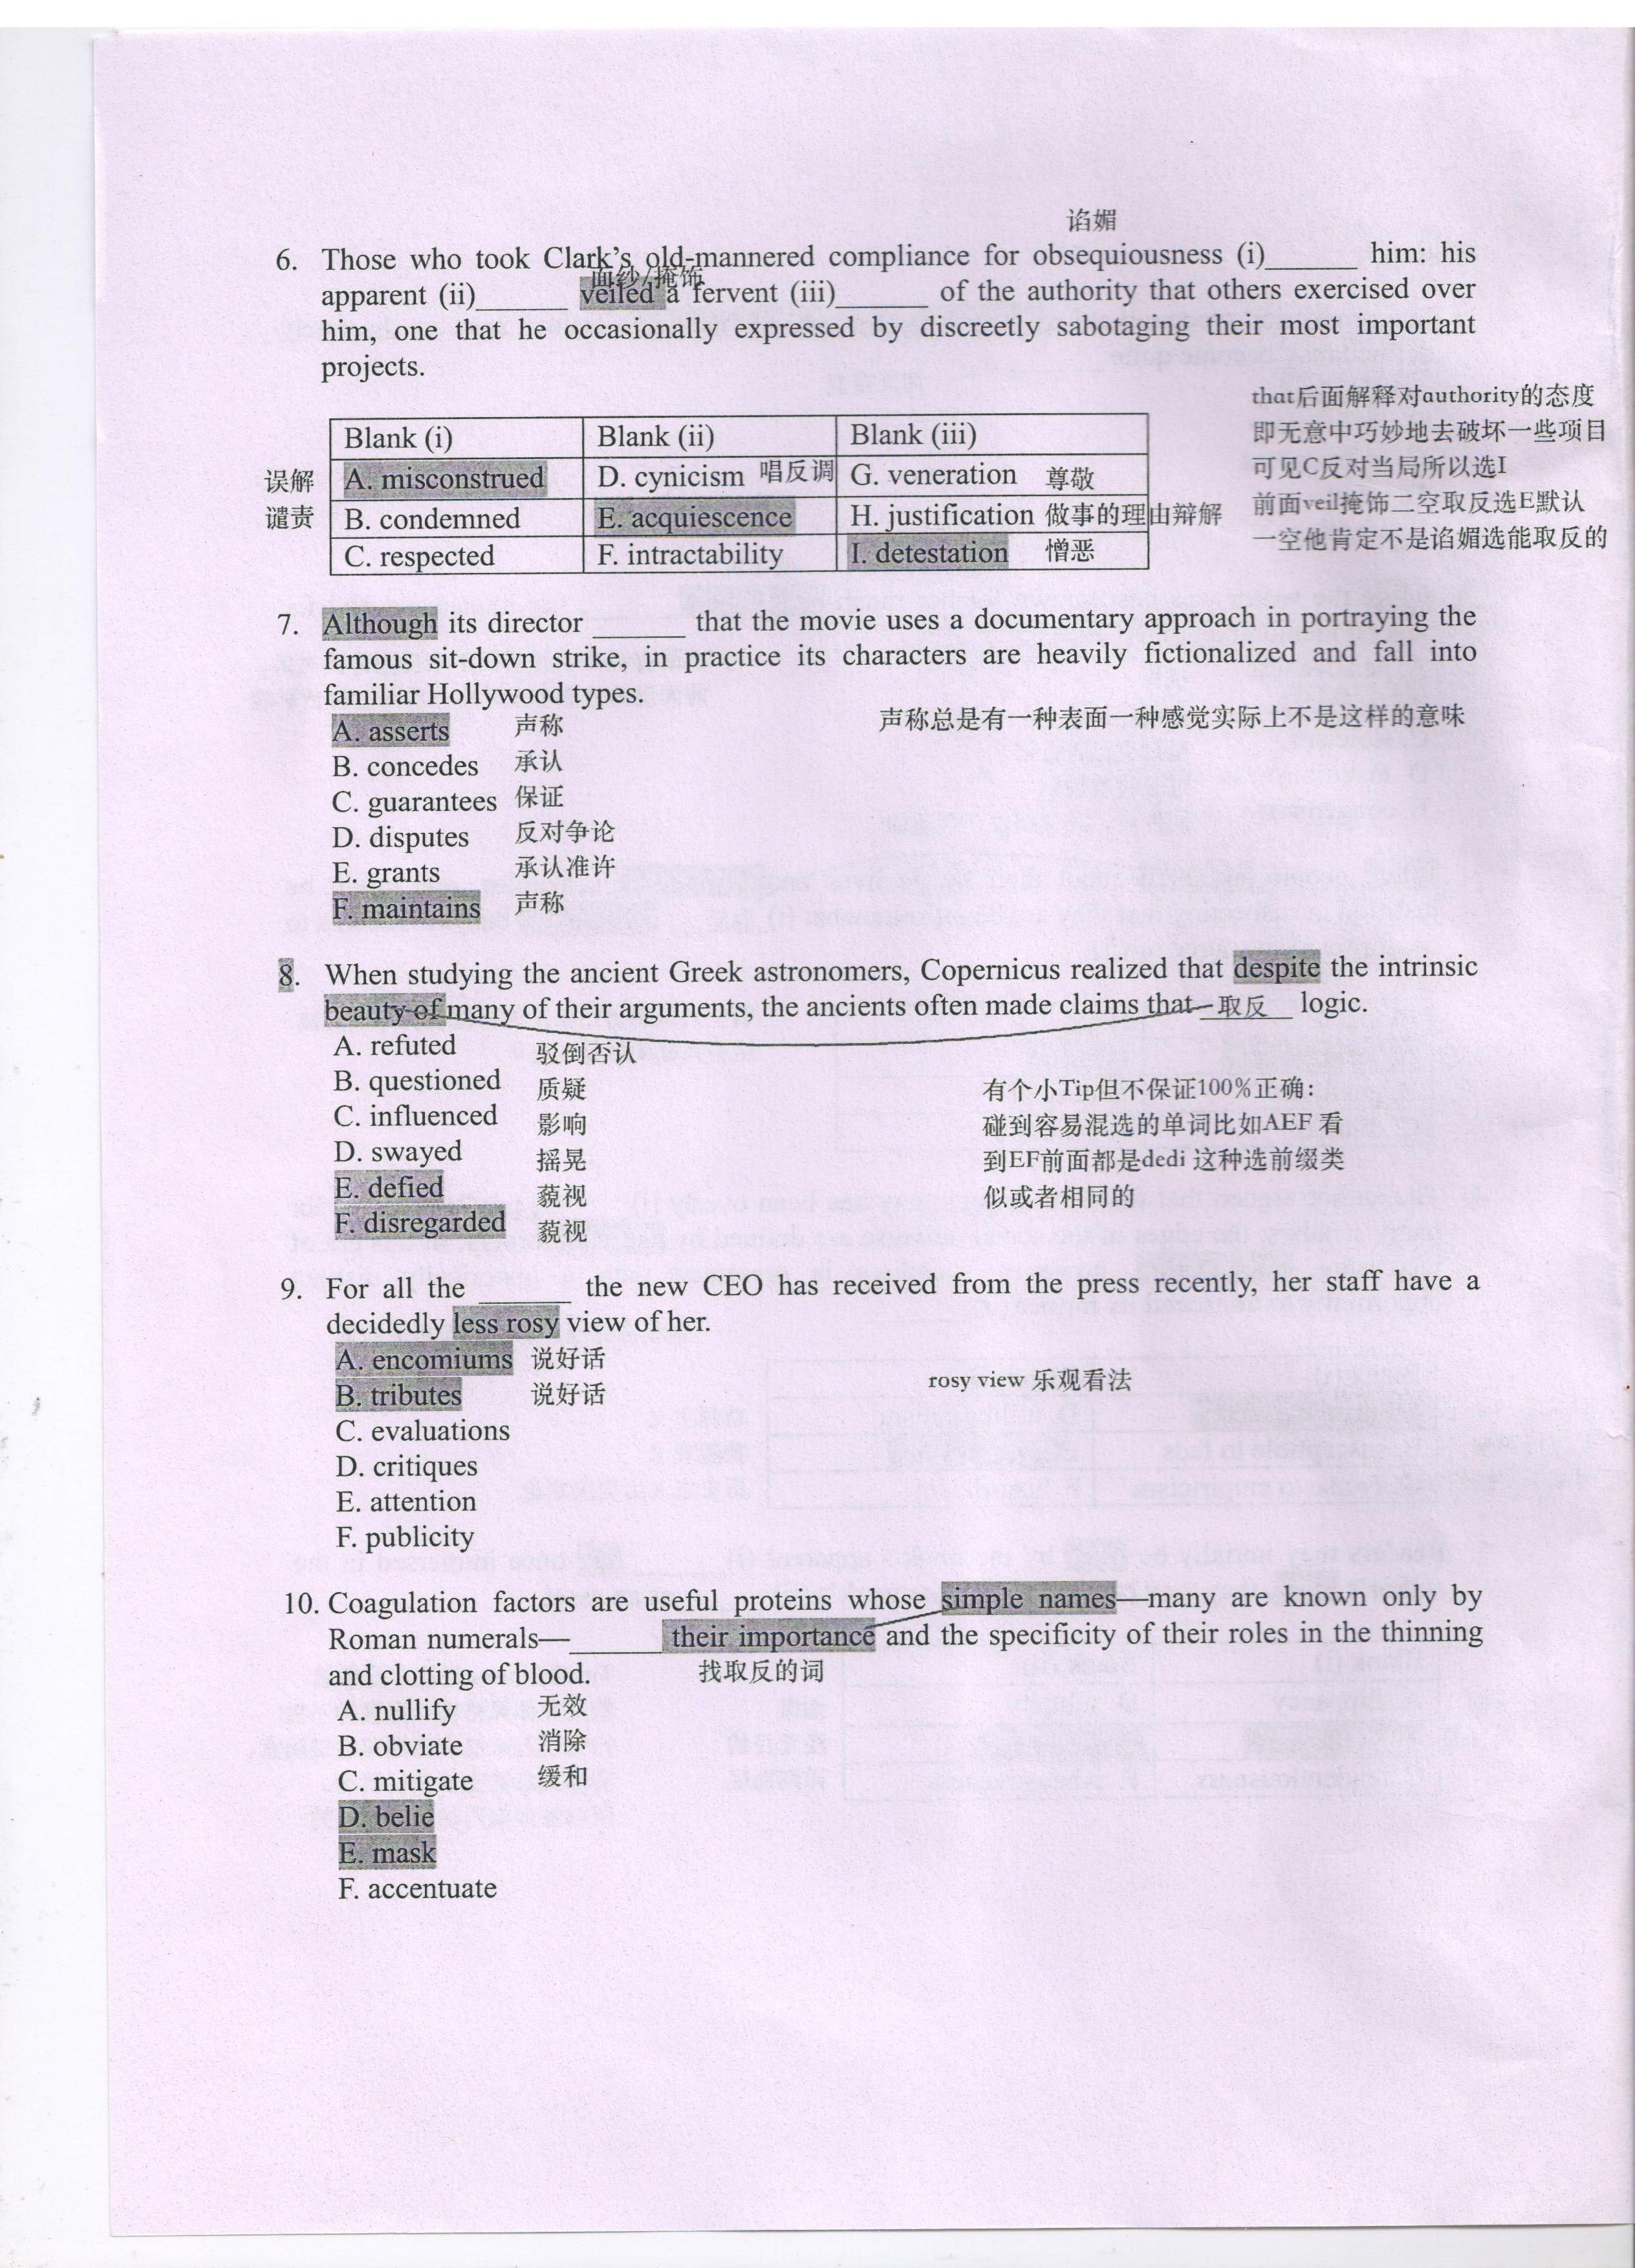 谄媚
6. Those who took Clark's old-mannered compliance for obsequiousness (i)______ him: his
面纱/掩饰
apparent (ii)______ veiled a fervent (iii)______ of the authority that others exercised over
him, one that he occasionally expressed by discreetly sabotaging their most important
projects.
that后面解释对authority的态度
即无意中巧妙地去破坏一些项目
可见C反对当局所以选I
前面veil掩饰二空取反选E默认
一空他肯定不是谄媚选能取反的
Blank (i) Blank (ii) Blank (iii)
误解 A. misconstrued D. cynicism 唱反调 G. veneration 尊敬
谴责 B. condemned E. acquiescence H. justification 做事的理由辩解
C. respected F. intractability I. detestation 憎恶
7. Although its director ______ that the movie uses a documentary approach in portraying the
famous sit-down strike, in practice its characters are heavily fictionalized and fall into
familiar Hollywood types.
声称总是有一种表面一种感觉实际上不是这样的意味
A. asserts 声称
B. concedes 承认
C. guarantees 保证
D. disputes 反对争论
E. grants 承认准许
F. maintains 声称
8. When studying the ancient Greek astronomers, Copernicus realized that despite the intrinsic
beauty of many of their arguments, the ancients often made claims that 取反 logic.
A. refuted 驳倒否认
B. questioned 质疑
C. influenced 影响
D. swayed 摇晃
E. defied 藐视
F. disregarded 藐视
有个小Tip但不保证100%正确:
碰到容易混选的单词比如AEF 看
到EF前面都是dedi 这种选前缀类
似或者相同的
9. For all the ______ the new CEO has received from the press recently, her staff have a
decidedly less rosy view of her.
A. encomiums 说好话
B. tributes 说好话
rosy view 乐观看法
C. evaluations
D. critiques
E. attention
F. publicity
10. Coagulation factors are useful proteins whose simple names—many are known only by
Roman numerals—______ their importance and the specificity of their roles in the thinning
and clotting of blood. 找取反的词
A. nullify 无效
B. obviate 消除
C. mitigate 缓和
D. belie
E. mask
F. accentuate